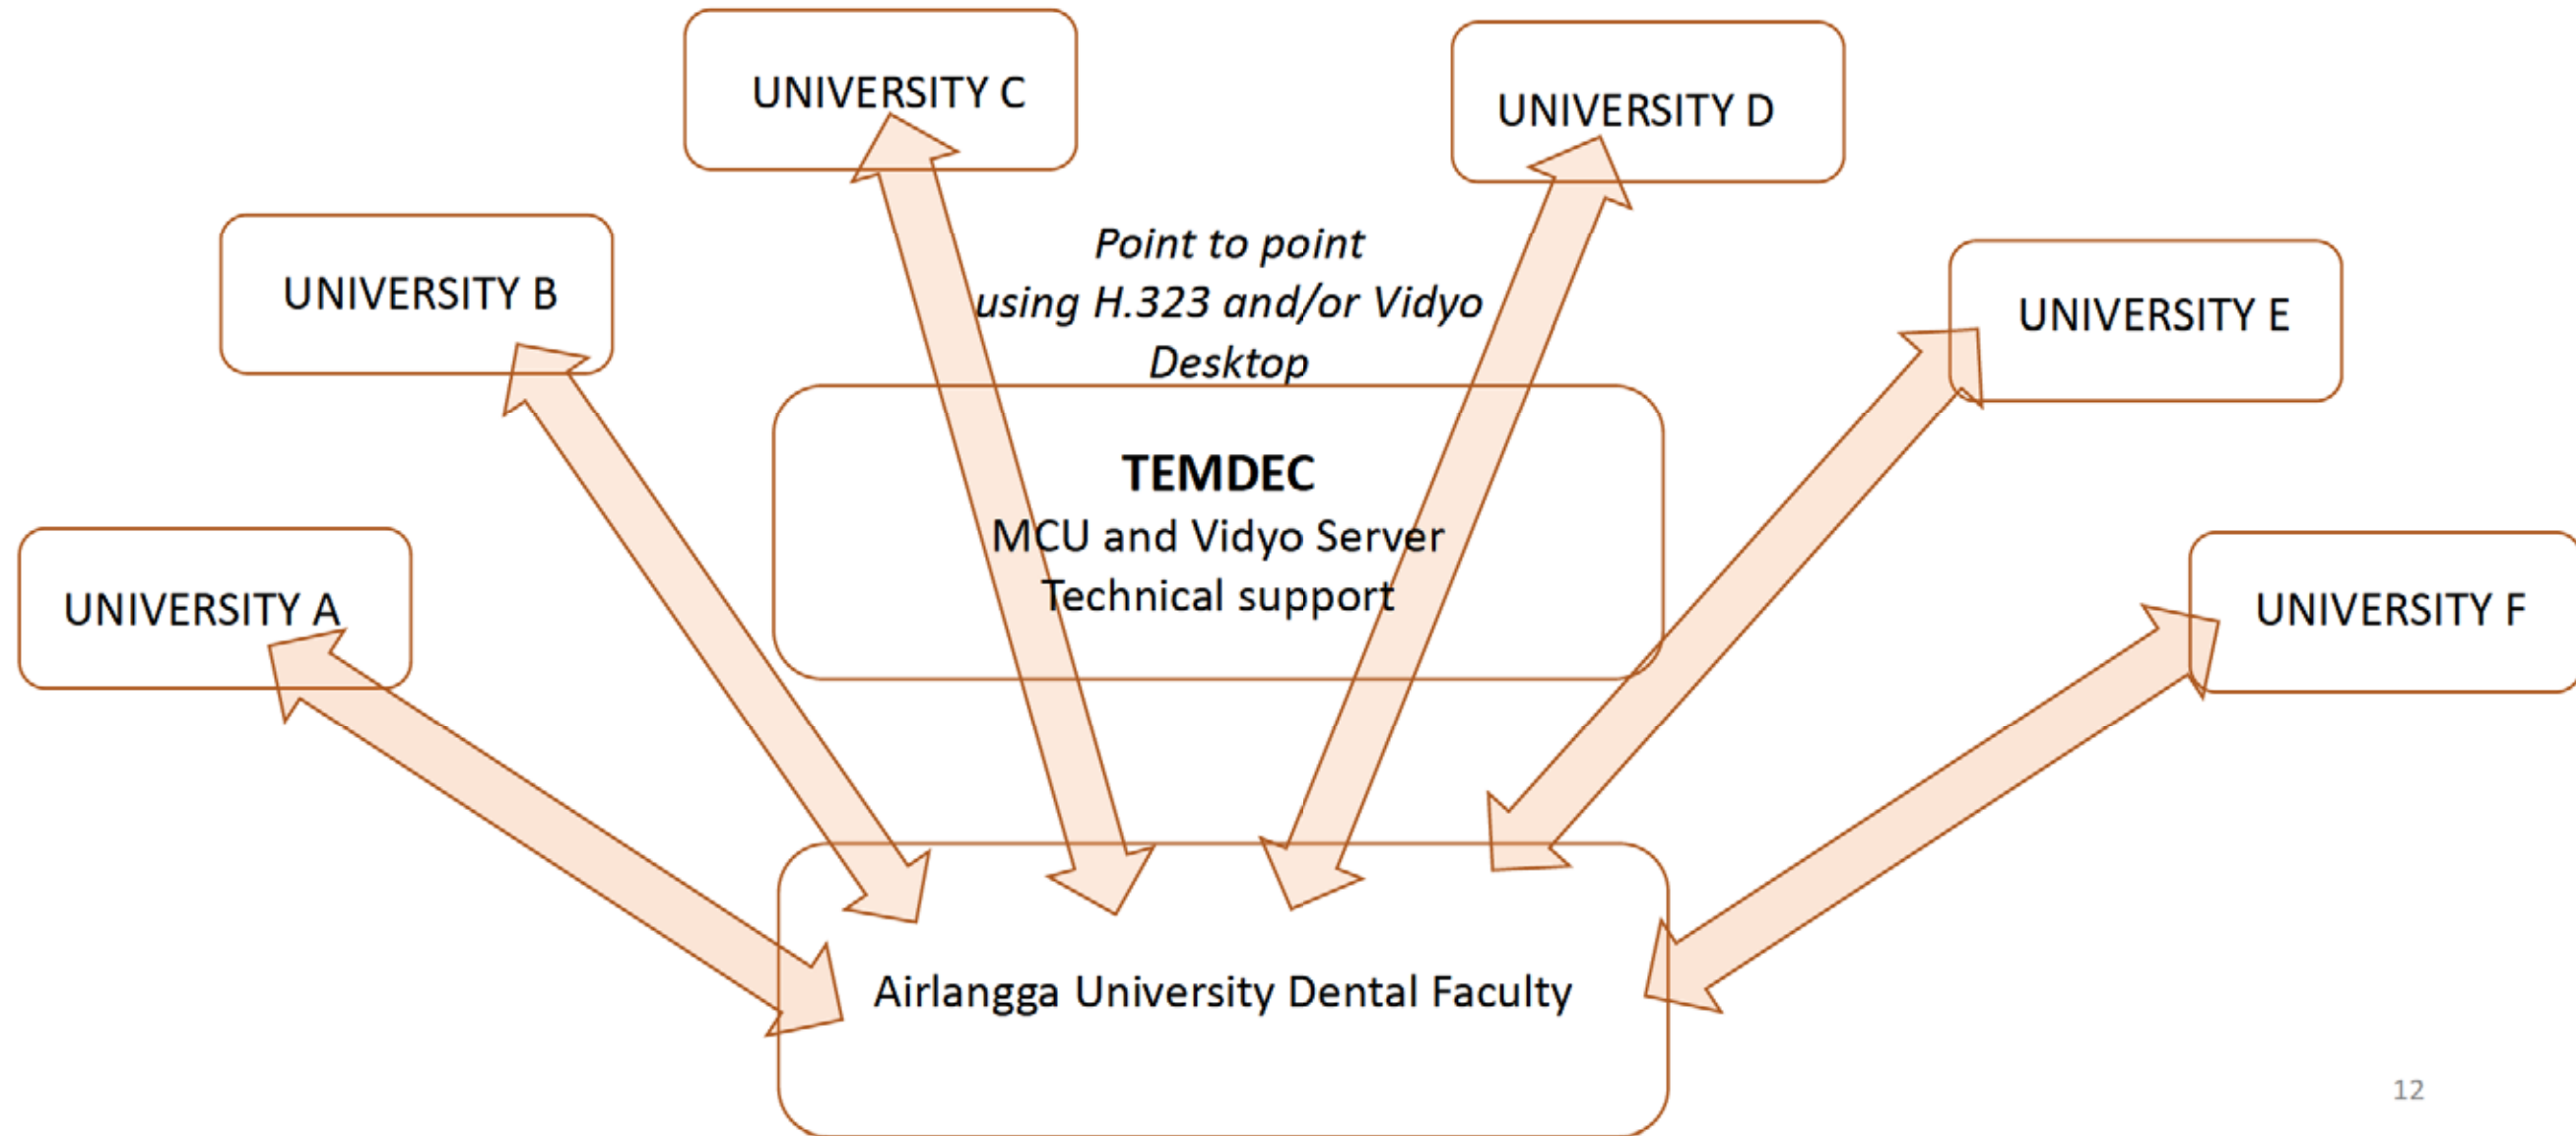 UNIVERSITY C
UNIVERSITY D
UNIVERSITY B
Point to point
using H.323 and/or Vidyo
Desktop
UNIVERSITY E
TEMDEC
MCU and Vidyo Server
Technical support
UNIVERSITY A
UNIVERSITY F
Airlangga University Dental Faculty
12